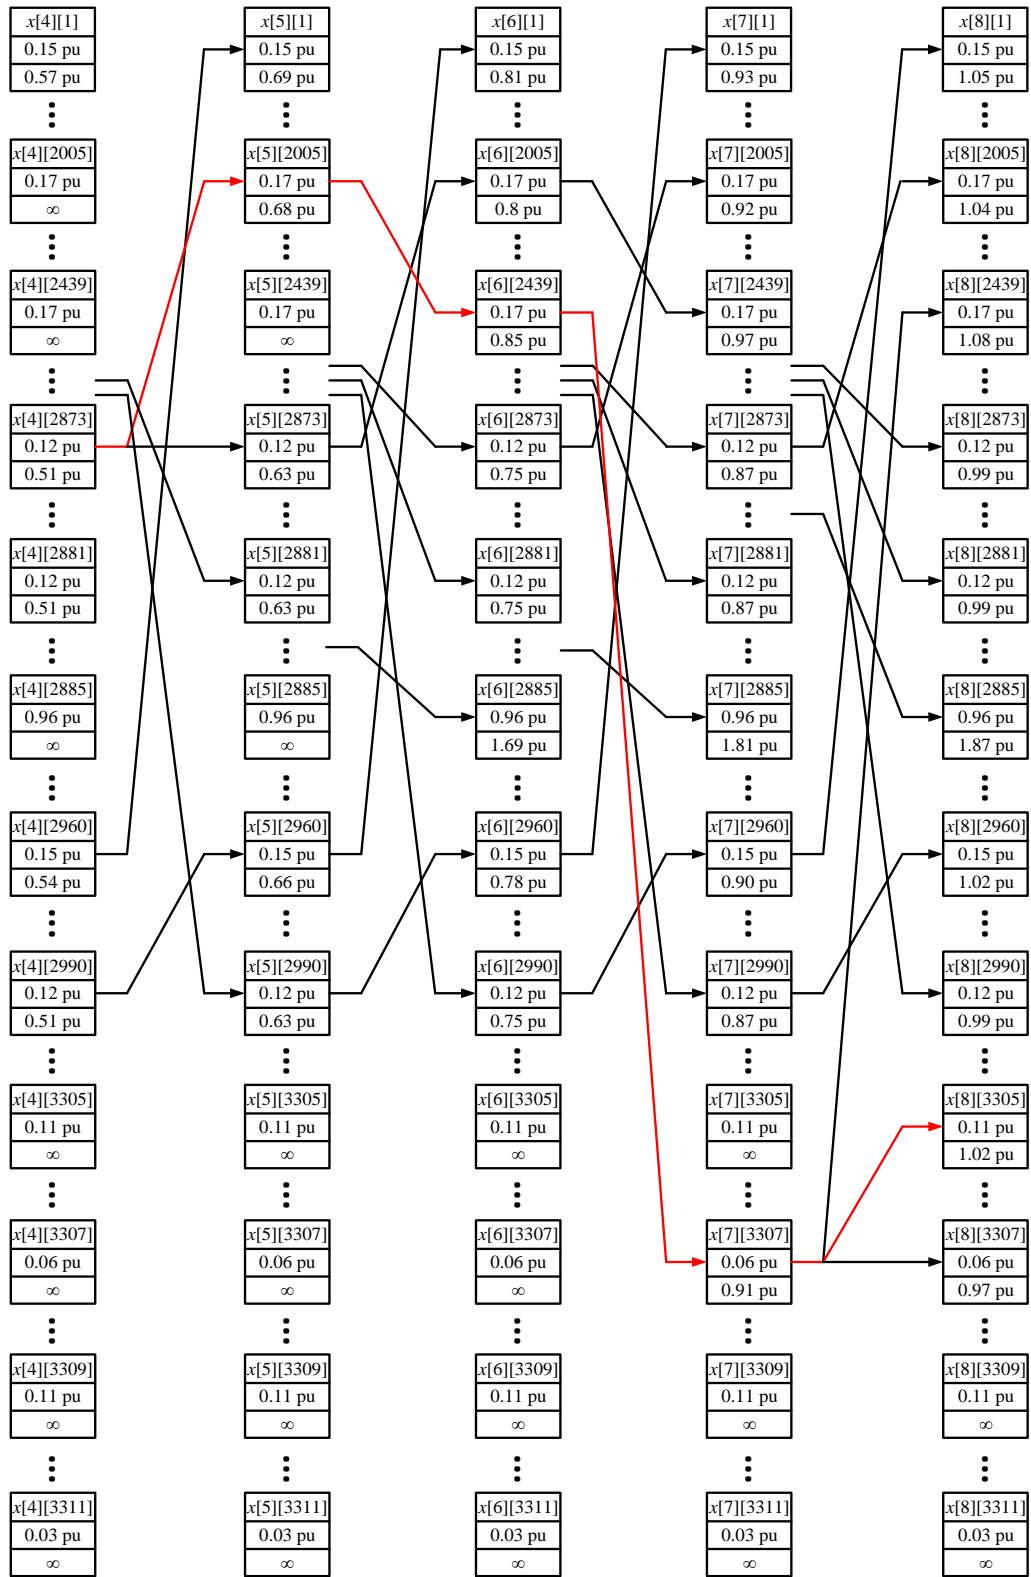 x[4][1] x[5][1] x[6][1] x[7][1] x[8][1]
0.15 pu 0.15 pu 0.15 pu 0.15 pu 0.15 pu
0.57 pu 0.69 pu 0.81 pu 0.93 pu 1.05 pu
x[4][2005] x[5][2005] x[6][2005] x[7][2005] x[8][2005]
0.17 pu 0.17 pu 0.17 pu 0.17 pu 0.17 pu
∞ 0.68 pu 0.8 pu 0.92 pu 1.04 pu
x[4][2439] x[5][2439] x[6][2439] x[7][2439] x[8][2439]
0.17 pu 0.17 pu 0.17 pu 0.17 pu 0.17 pu
∞ ∞ 0.85 pu 0.97 pu 1.08 pu
x[4][2873] x[5][2873] x[6][2873] x[7][2873] x[8][2873]
0.12 pu 0.12 pu 0.12 pu 0.12 pu 0.12 pu
0.51 pu 0.63 pu 0.75 pu 0.87 pu 0.99 pu
x[4][2881] x[5][2881] x[6][2881] x[7][2881] x[8][2881]
0.12 pu 0.12 pu 0.12 pu 0.12 pu 0.12 pu
0.51 pu 0.63 pu 0.75 pu 0.87 pu 0.99 pu
x[4][2885] x[5][2885] x[6][2885] x[7][2885] x[8][2885]
0.96 pu 0.96 pu 0.96 pu 0.96 pu 0.96 pu
∞ ∞ 1.69 pu 1.81 pu 1.87 pu
x[4][2960] x[5][2960] x[6][2960] x[7][2960] x[8][2960]
0.15 pu 0.15 pu 0.15 pu 0.15 pu 0.15 pu
0.54 pu 0.66 pu 0.78 pu 0.90 pu 1.02 pu
x[4][2990] x[5][2990] x[6][2990] x[7][2990] x[8][2990]
0.12 pu 0.12 pu 0.12 pu 0.12 pu 0.12 pu
0.51 pu 0.63 pu 0.75 pu 0.87 pu 0.99 pu
x[4][3305] x[5][3305] x[6][3305] x[7][3305] x[8][3305]
0.11 pu 0.11 pu 0.11 pu 0.11 pu 0.11 pu
∞ ∞ ∞ ∞ 1.02 pu
x[4][3307] x[5][3307] x[6][3307] x[7][3307] x[8][3307]
0.06 pu 0.06 pu 0.06 pu 0.06 pu 0.06 pu
∞ ∞ ∞ 0.91 pu 0.97 pu
x[4][3309] x[5][3309] x[6][3309] x[7][3309] x[8][3309]
0.11 pu 0.11 pu 0.11 pu 0.11 pu 0.11 pu
∞ ∞ ∞ ∞ ∞
x[4][3311] x[5][3311] x[6][3311] x[7][3311] x[8][3311]
0.03 pu 0.03 pu 0.03 pu 0.03 pu 0.03 pu
∞ ∞ ∞ ∞ ∞